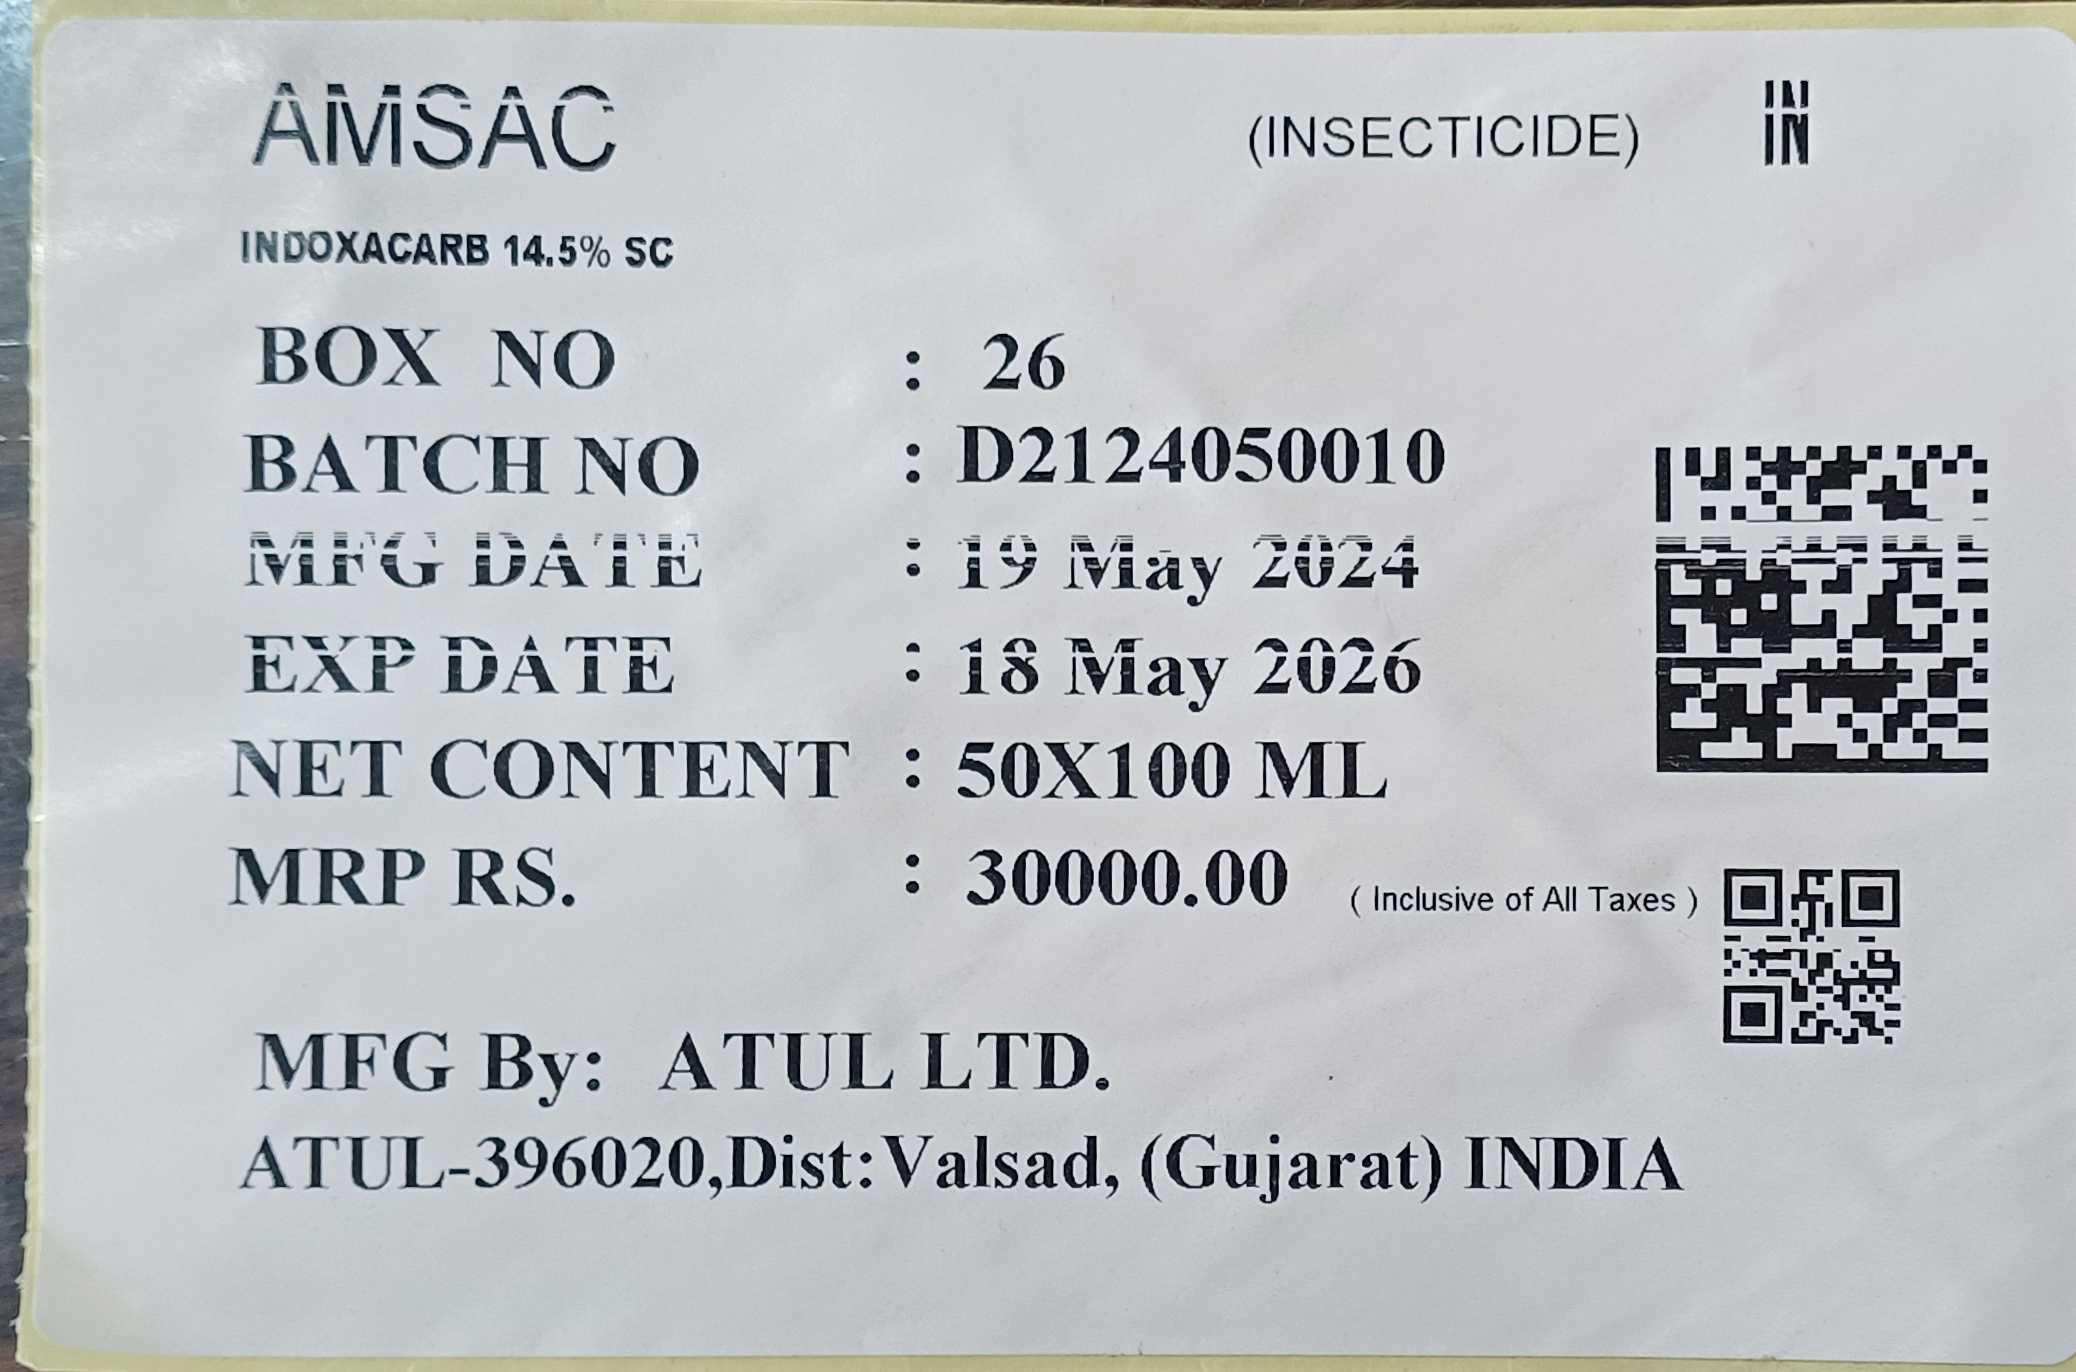 AMSAC (INSECTICIDE) IN
INDOXACARB 14.5% SC
BOX NO : 26
BATCH NO : D2124050010
MFG DATE : 19 May 2024
EXP DATE : 18 May 2026
NET CONTENT : 50X100 ML
MRP RS. : 30000.00 ( Inclusive of All Taxes )
MFG By: ATUL LTD.
ATUL-396020,Dist:Valsad, (Gujarat) INDIA